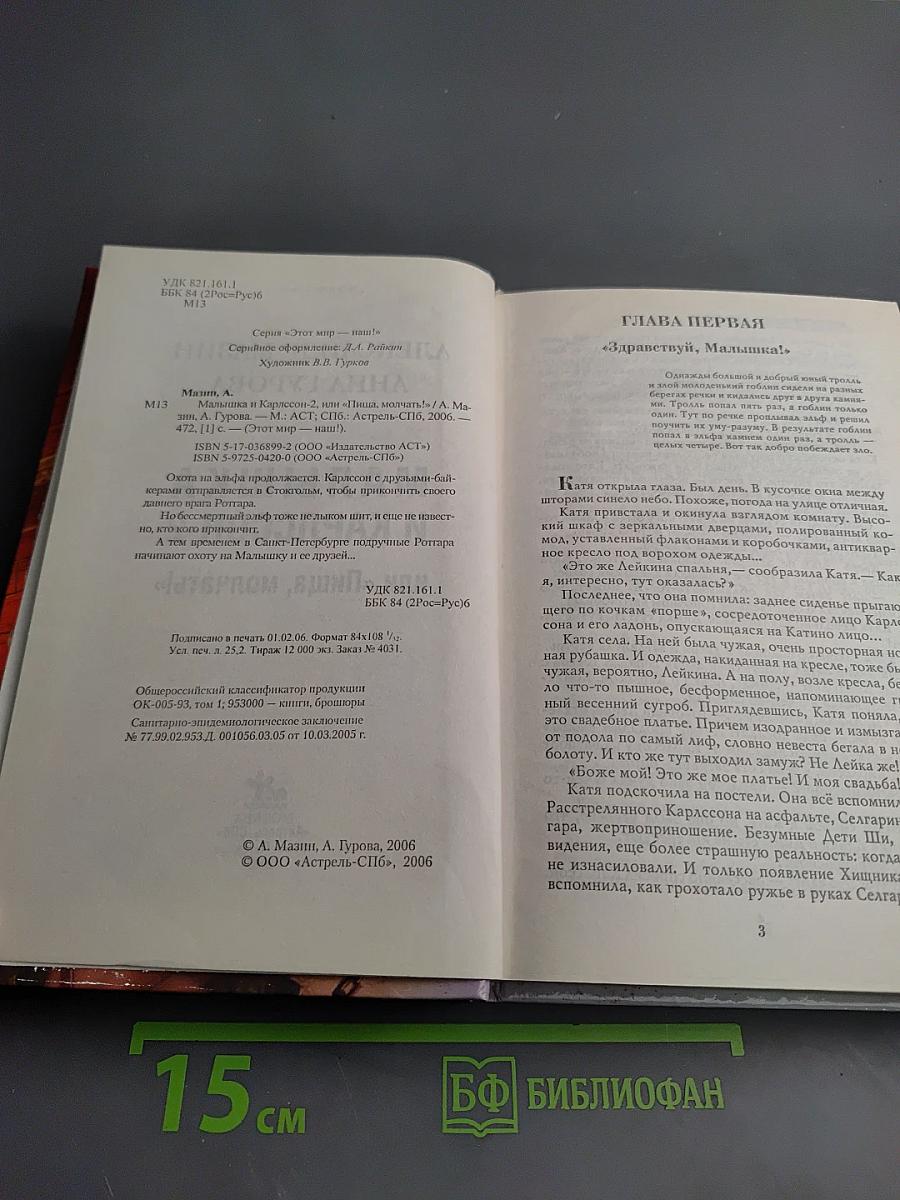 УДК 821.161.1
ББК 84 (2Рос=Рус)6
М13
Серия «Этот мир — наш!»
Серийное оформление: Д.А. Райкин
Художник В.В. Гурков
Мазин, А.
М13 Малышка и Карлссон-2, или «Пища, молчать!» / А. Ма-
зин, А. Гурова. — М.: АСТ; СПб.: Астрель-СПб, 2006. —
472, [1] с. — (Этот мир — наш!).
ISBN 5-17-036899-2 (ООО «Издательство АСТ»)
ISBN 5-9725-0420-0 (ООО «Астрель-СПб»)
Охота на эльфа продолжается. Карлссон с друзьями-бай-
керами отправляется в Стокгольм, чтобы прикончить своего
давнего врага Роттара.
Но бессмертный эльф тоже не лыком шит, и еще не извест-
но, кто кого прикончит.
А тем временем в Санкт-Петербурге подручные Роттара
начинают охоту на Малышку и ее друзей...
УДК 821.161.1
ББК 84 (2Рос=Рус)6
Подписано в печать 01.02.06. Формат 84х108 1/12.
Усл. печ. л. 25,2. Тираж 12 000 экз. Заказ № 4031.
Общероссийский классификатор продукции
ОК-005-93, том 1; 953000 — книги, брошюры
Санитарно-эпидемиологическое заключение
№ 77.99.02.953.Д. 001056.03.05 от 10.03.2005 г.
© А. Мазин, А. Гурова, 2006
© ООО «Астрель-СПб», 2006
ГЛАВА ПЕРВАЯ
«Здравствуй, Малышка!»
Однажды большой и добрый юный тролль
и злой молоденький гоблин сидели на разных
берегах речки и кидались друг в друга камня-
ми. Тролль попал пять раз, а гоблин только
один. Тут по речке проплывал эльф и решил
поучить их уму-разуму. В результате гоблин
попал в эльфа камнем один раз, а тролль —
целых четыре. Вот так добро побеждает зло.
Катя открыла глаза. Был день. В кусочке окна между
шторами синело небо. Похоже, погода на улице отличная.
Катя привстала и окинула взглядом комнату. Высо-
кий шкаф с зеркальными дверцами, полированный ко-
мод, уставленный флаконами и коробочками, антиквар-
ное кресло под ворохом одежды...
«Это же Лейкина спальня,— сообразила Катя.— Как
я, интересно, тут оказалась?»
Последнее, что она помнила: заднее сиденье прыгаю-
щего по кочкам «порше», сосредоточенное лицо Карлс-
сона и его ладонь, опускающаяся на Катино лицо...
Катя села. На ней была чужая, очень просторная но
ная рубашка. И одежда, накиданная на кресле, тоже бы
чужая, вероятно, Лейкина. А на полу, возле кресла, бе
ло что-то пышное, бесформенное, напоминающее г
ный весенний сугроб. Приглядевшись, Катя поняла,
это свадебное платье. Причем изодранное и измызга
от подола по самый лиф, словно невеста бегала в н
болоту. И кто же тут выходил замуж? Не Лейка же!
«Боже мой! Это же мое платье! И моя свадьба!
Катя подскочила на постели. Она всё вспомнил
Расстрелянного Карлссона на асфальте, Селгарин
гара, жертвоприношение. Безумные Дети Ши,
видения, еще более страшную реальность: когда
не изнасиловали. И только появление Хищника
вспомнила, как грохотало ружье в руках Селгар
3
15 см
БФ БИБЛИОФАН